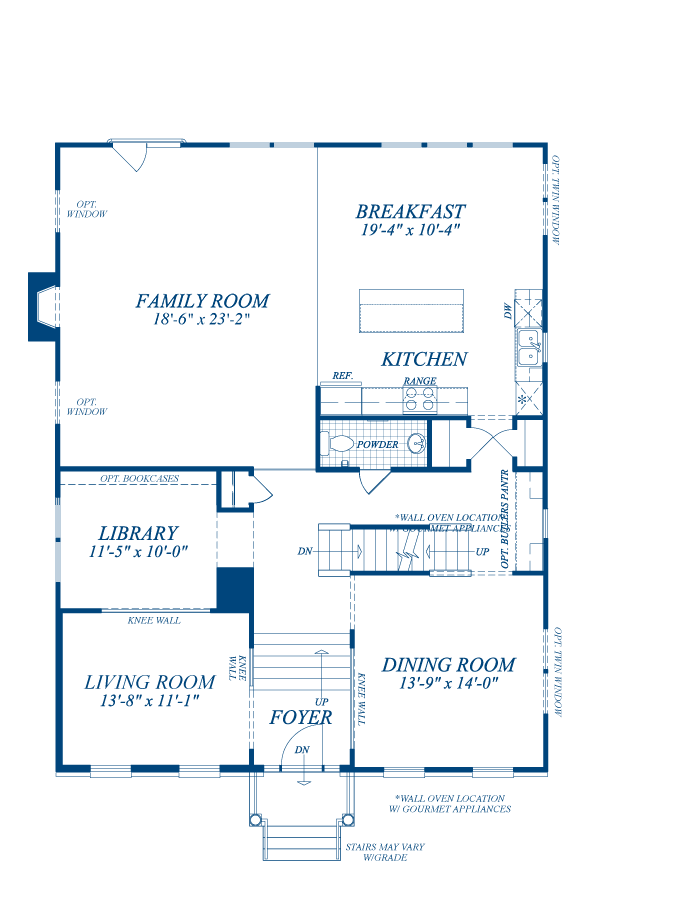 OPT. TWIN WINDOW
OPT.
WINDOW
BREAKFAST
19'-4" x 10'-4"
FAMILY ROOM
18'-6" x 23'-2"
DW
KITCHEN
REF.
RANGE
OPT.
WINDOW
*
POWDER
OPT. BOOKCASES
OPT. BUTLERS PANTR
*WALL OVEN LOCATION
W/ GOURMET APPLIANCES
LIBRARY
11'-5" x 10'-0"
DN
UP
KNEE WALL
KNEE
WALL
OPT. TWIN WINDOW
DINING ROOM
13'-9" x 14'-0"
LIVING ROOM
13'-8" x 11'-1"
KNEE WALL
UP
FOYER
DN
*WALL OVEN LOCATION
W/ GOURMET APPLIANCES
STAIRS MAY VARY
W/GRADE